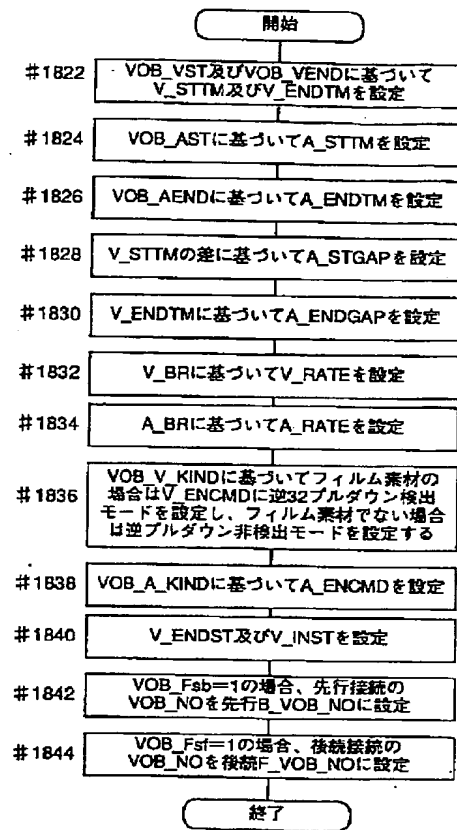 開始
#1822
VOB_VST及びVOB_VENDに基づいて
V_STTM及びV_ENDTMを設定
#1824
VOB_ASTに基づいてA_STTMを設定
#1826
VOB_AENDに基づいてA_ENDTMを設定
#1828
V_STTMの差に基づいてA_STGAPを設定
#1830
V_ENDTMに基づいてA_ENDGAPを設定
#1832
V_BRに基づいてV_RATEを設定
#1834
A_BRに基づいてA_RATEを設定
#1836
VOB_V_KINDに基づいてフィルム素材の
場合はV_ENCMDに逆32プルダウン検出
モードを設定し、フィルム素材でない場合
は逆プルダウン非検出モードを設定する
#1838
VOB_A_KINDに基づいてA_ENCMDを設定
#1840
V_ENDST及びV_INSTを設定
#1842
VOB_Fsb=1の場合、先行接続の
VOB_NOを先行B_VOB_NOに設定
#1844
VOB_Fsf=1の場合、後続接続の
VOB_NOを後続F_VOB_NOに設定
終了